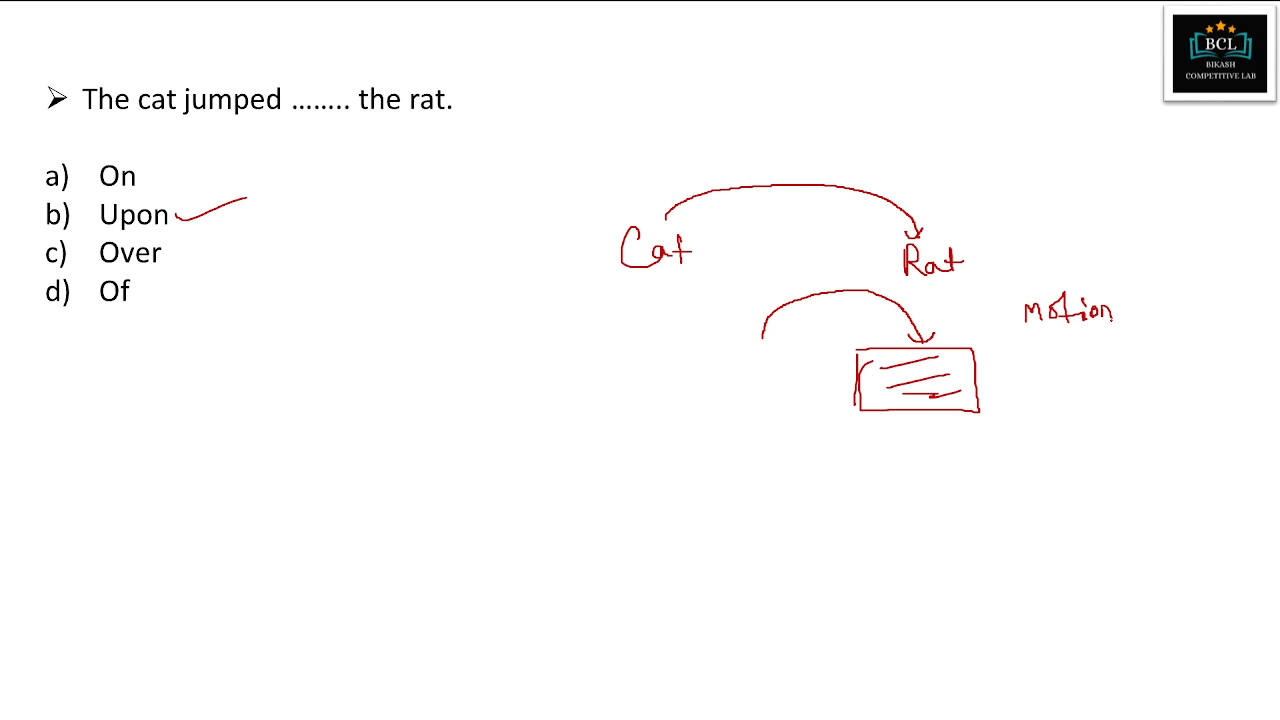 BCL
BIKASH
COMPETITIVE LAB
➢ The cat jumped …….. the rat.
a) On
b) Upon
c) Over
d) Of
Cat
Rat
motion